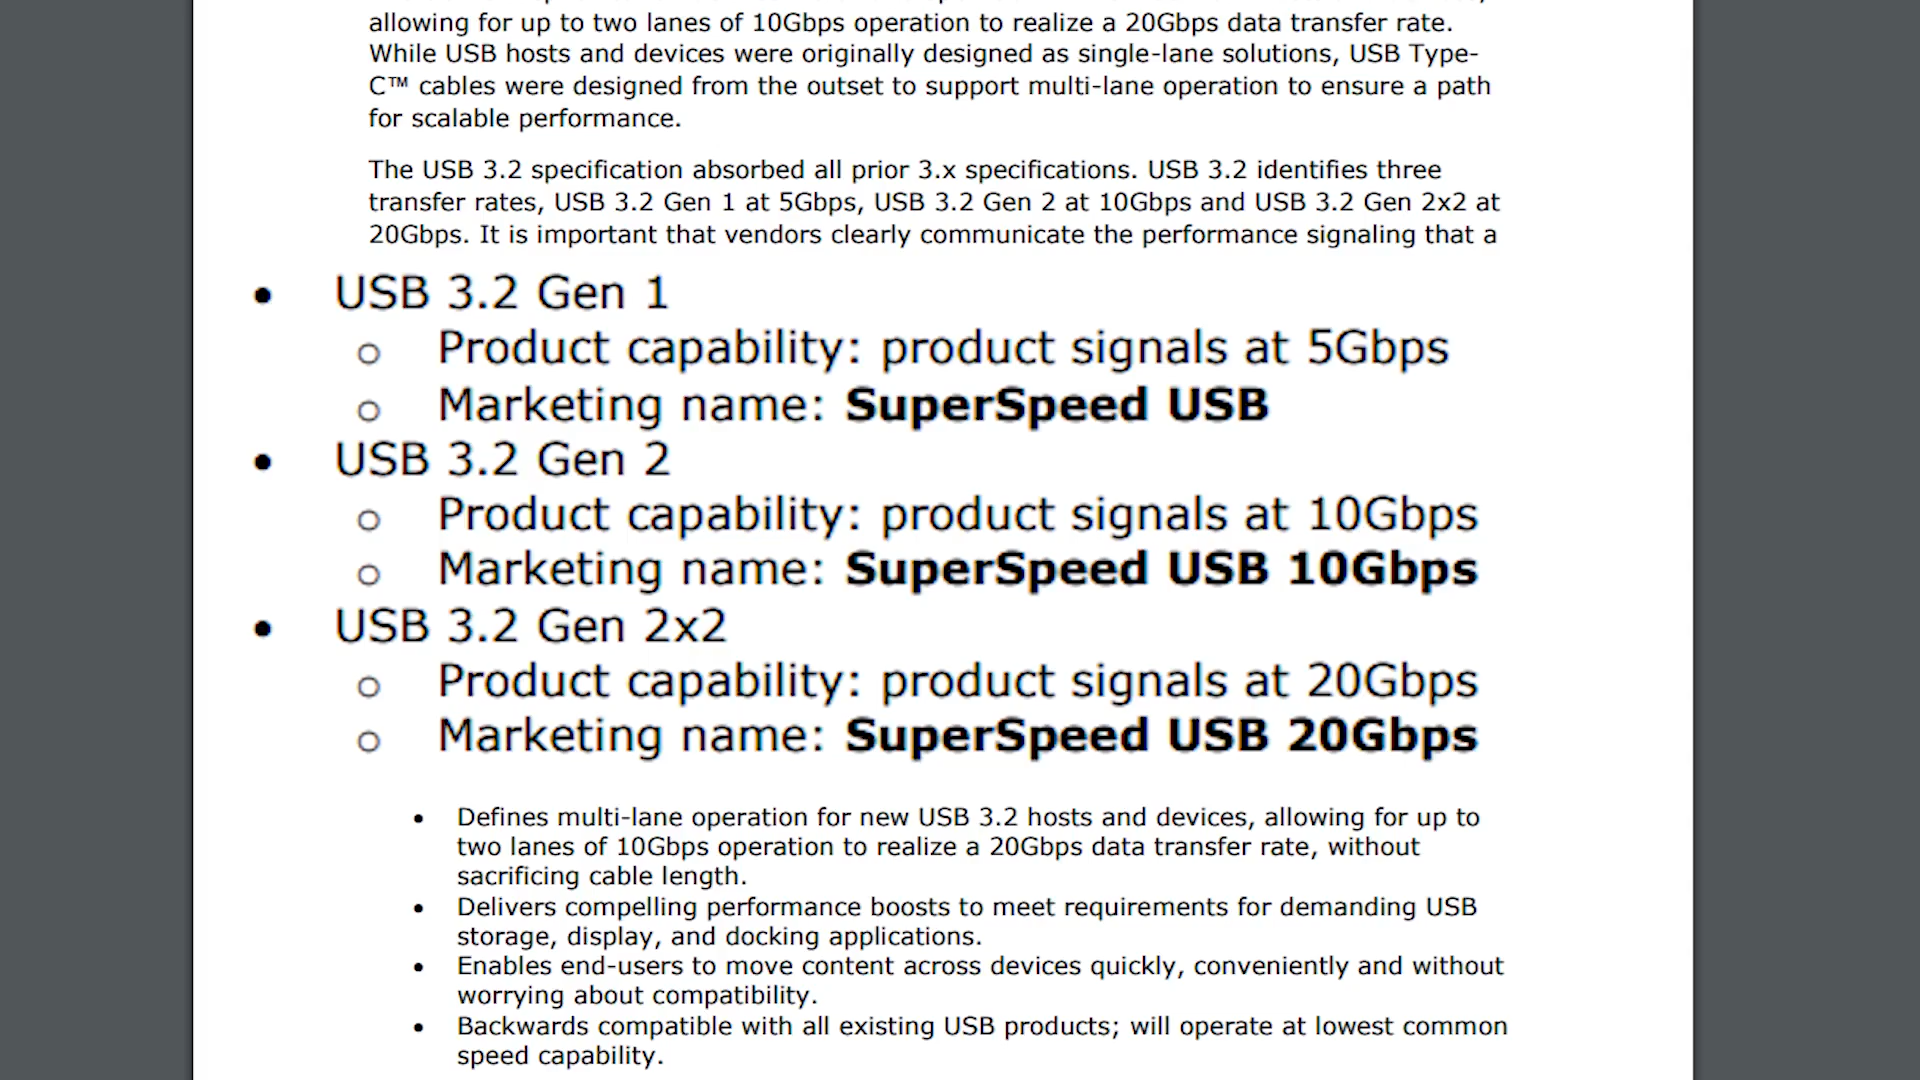 allowing for up to two lanes of 10Gbps operation to realize a 20Gbps data transfer rate.
While USB hosts and devices were originally designed as single-lane solutions, USB Type-
C™ cables were designed from the outset to support multi-lane operation to ensure a path
for scalable performance.
The USB 3.2 specification absorbed all prior 3.x specifications. USB 3.2 identifies three
transfer rates, USB 3.2 Gen 1 at 5Gbps, USB 3.2 Gen 2 at 10Gbps and USB 3.2 Gen 2x2 at
20Gbps. It is important that vendors clearly communicate the performance signaling that a
• USB 3.2 Gen 1
o Product capability: product signals at 5Gbps
o Marketing name: SuperSpeed USB
• USB 3.2 Gen 2
o Product capability: product signals at 10Gbps
o Marketing name: SuperSpeed USB 10Gbps
• USB 3.2 Gen 2x2
o Product capability: product signals at 20Gbps
o Marketing name: SuperSpeed USB 20Gbps
• Defines multi-lane operation for new USB 3.2 hosts and devices, allowing for up to
two lanes of 10Gbps operation to realize a 20Gbps data transfer rate, without
sacrificing cable length.
• Delivers compelling performance boosts to meet requirements for demanding USB
storage, display, and docking applications.
• Enables end-users to move content across devices quickly, conveniently and without
worrying about compatibility.
• Backwards compatible with all existing USB products; will operate at lowest common
speed capability.